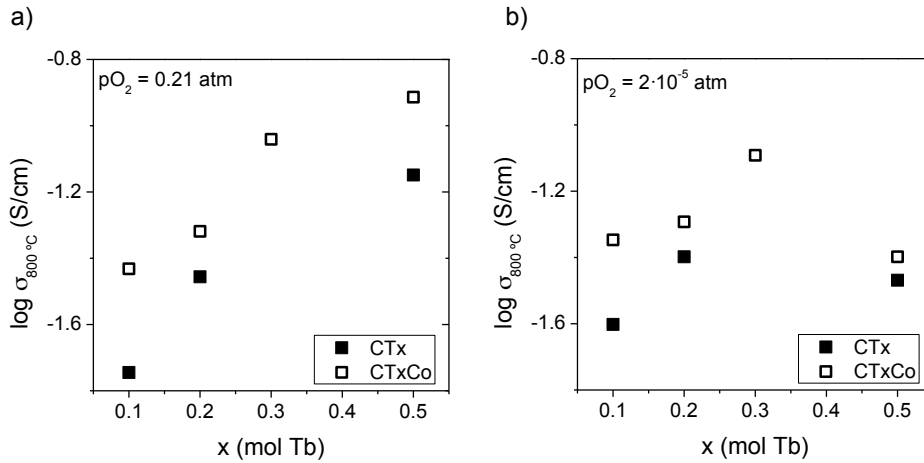 a)
pO₂ = 0.21 atm
-0.8
-1.2
-1.6
log σ₈₀₀ ºC (S/cm)
CTx
CTxCo
0.1 0.2 0.3 0.4 0.5
x (mol Tb)
b)
pO₂ = 2·10⁻⁵ atm
-0.8
-1.2
-1.6
log σ₈₀₀ ºC (S/cm)
CTx
CTxCo
0.1 0.2 0.3 0.4 0.5
x (mol Tb)